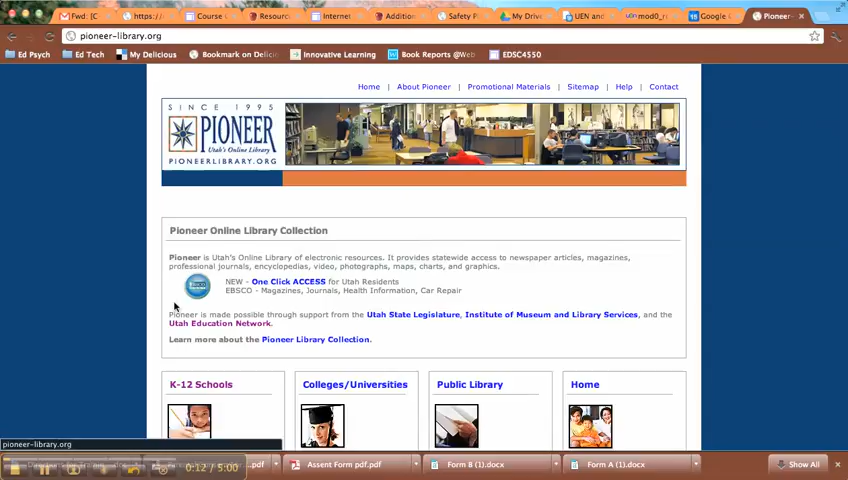 Fwd: [C
https:/
Course
Resourc
Internet
Addition
Safety P
My Drive
UEN and
mod0_r
Google
Pioneer-
pioneer-library.org
Ed Psych
Ed Tech
My Delicious
Bookmark on Delicio
Innovative Learning
Book Reports @Web
EDSC4550
Home | About Pioneer | Promotional Materials | Sitemap | Help | Contact
SINCE 1995
PIONEER
Utah's Online Library
PIONEERLIBRARY.ORG
Pioneer Online Library Collection
Pioneer is Utah's Online Library of electronic resources. It provides statewide access to newspaper articles, magazines,
professional journals, encyclopedias, video, photographs, maps, charts, and graphics.
EBSCO
NEW - One Click ACCESS for Utah Residents
EBSCO - Magazines, Journals, Health Information, Car Repair
Pioneer is made possible through support from the Utah State Legislature, Institute of Museum and Library Services, and the
Utah Education Network.
Learn more about the Pioneer Library Collection.
K-12 Schools
Colleges/Universities
Public Library
Home
pioneer-library.org
0:12 / 5:00
.pdf
Assent Form pdf.pdf
Form B (1).docx
Form A (1).docx
Show All